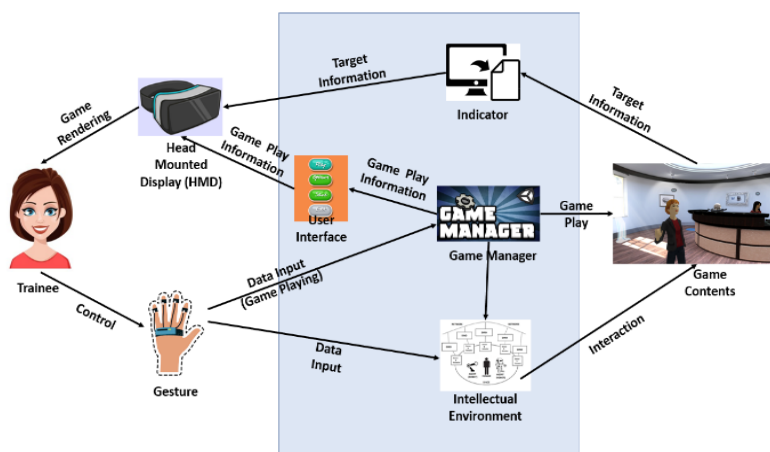 Target
Information
Indicator
Target
Information
Game
Rendering
Head
Mounted
Display (HMD)
Game Play
Information
User
Interface
Game Play
Information
GAME
MANAGER
Game Manager
Game
Play
Game
Contents
Trainee
Control
Gesture
Data Input
(Game Playing)
Data
Input
Intellectual
Environment
Interaction